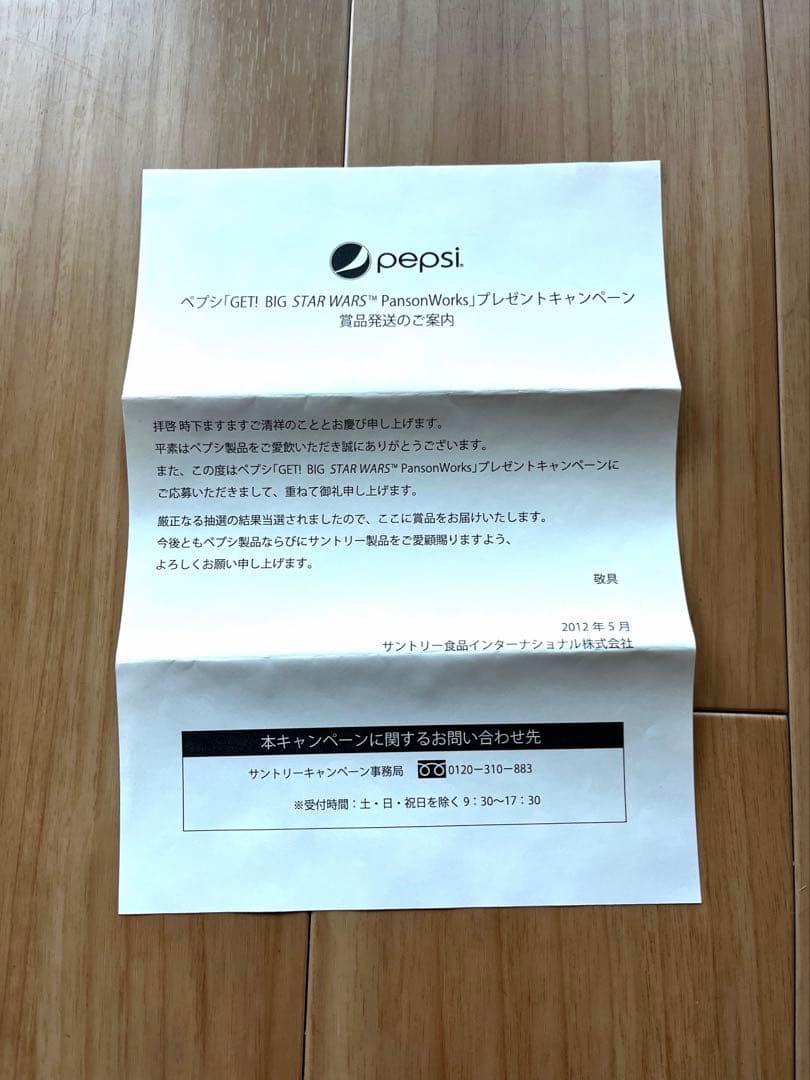 pepsi
ペプシ「GET! BIG STAR WARS™ PansonWorks」プレゼントキャンペーン
賞品発送のご案内
拝啓 時下ますますご清祥のこととお慶び申し上げます。
平素はペプシ製品をご愛飲いただき誠にありがとうございます。
また、この度はペプシ「GET! BIG STAR WARS™ PansonWorks」プレゼントキャンペーンに
ご応募いただきまして、重ねて御礼申し上げます。
厳正なる抽選の結果当選されましたので、ここに賞品をお届けいたします。
今後ともペプシ製品ならびにサントリー製品をご愛顧賜りますよう、
よろしくお願い申し上げます。
敬具
2012 年 5 月
サントリー食品インターナショナル株式会社
本キャンペーンに関するお問い合わせ先
サントリーキャンペーン事務局 0120−310−883
※受付時間：土・日・祝日を除く 9：30〜17：30